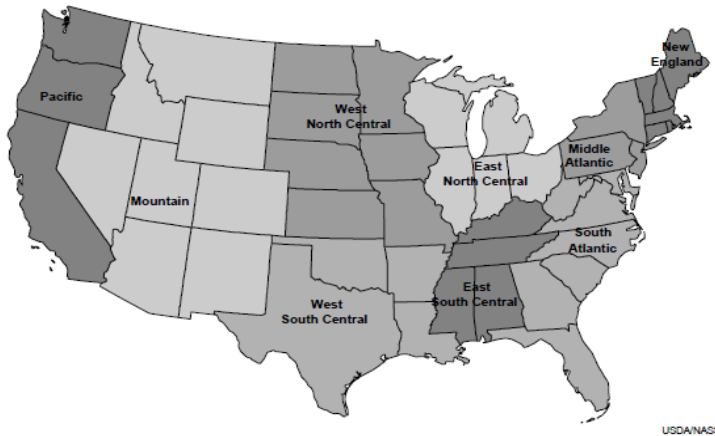 New
England
Pacific
West
North Central
Middle
Atlantic
East
North Central
Mountain
South
Atlantic
East
South Central
West
South Central
USDA/NASS